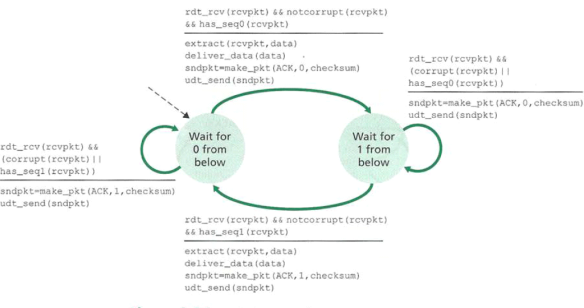 rdt_rcv(rcvpkt) && notcorrupt(rcvpkt)
&& has_seq0(rcvpkt)
extract(rcvpkt,data)
deliver_data(data)
sndpkt=make_pkt(ACK,0,checksum)
udt_send(sndpkt)
rdt_rcv(rcvpkt) &&
(corrupt(rcvpkt)||
has_seq0(rcvpkt))
sndpkt=make_pkt(ACK,0,checksum)
udt_send(sndpkt)
Wait for
0 from
below
Wait for
1 from
below
rdt_rcv(rcvpkt) &&
(corrupt(rcvpkt)||
has_seq1(rcvpkt))
sndpkt=make_pkt(ACK,1,checksum)
udt_send(sndpkt)
rdt_rcv(rcvpkt) && notcorrupt(rcvpkt)
&& has_seq1(rcvpkt)
extract(rcvpkt,data)
deliver_data(data)
sndpkt=make_pkt(ACK,1,checksum)
udt_send(sndpkt)